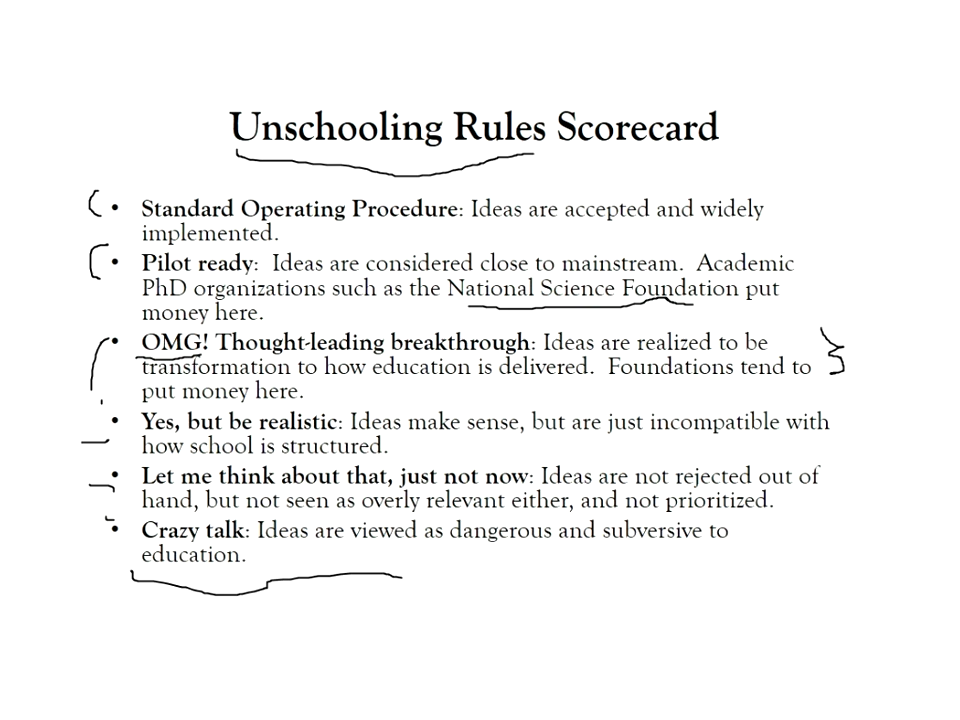 Unschooling Rules Scorecard
• Standard Operating Procedure: Ideas are accepted and widely
implemented.
• Pilot ready:  Ideas are considered close to mainstream.  Academic
PhD organizations such as the National Science Foundation put
money here.
• OMG! Thought-leading breakthrough: Ideas are realized to be
transformation to how education is delivered.  Foundations tend to
put money here.
• Yes, but be realistic: Ideas make sense, but are just incompatible with
how school is structured.
• Let me think about that, just not now: Ideas are not rejected out of
hand, but not seen as overly relevant either, and not prioritized.
• Crazy talk: Ideas are viewed as dangerous and subversive to
education.